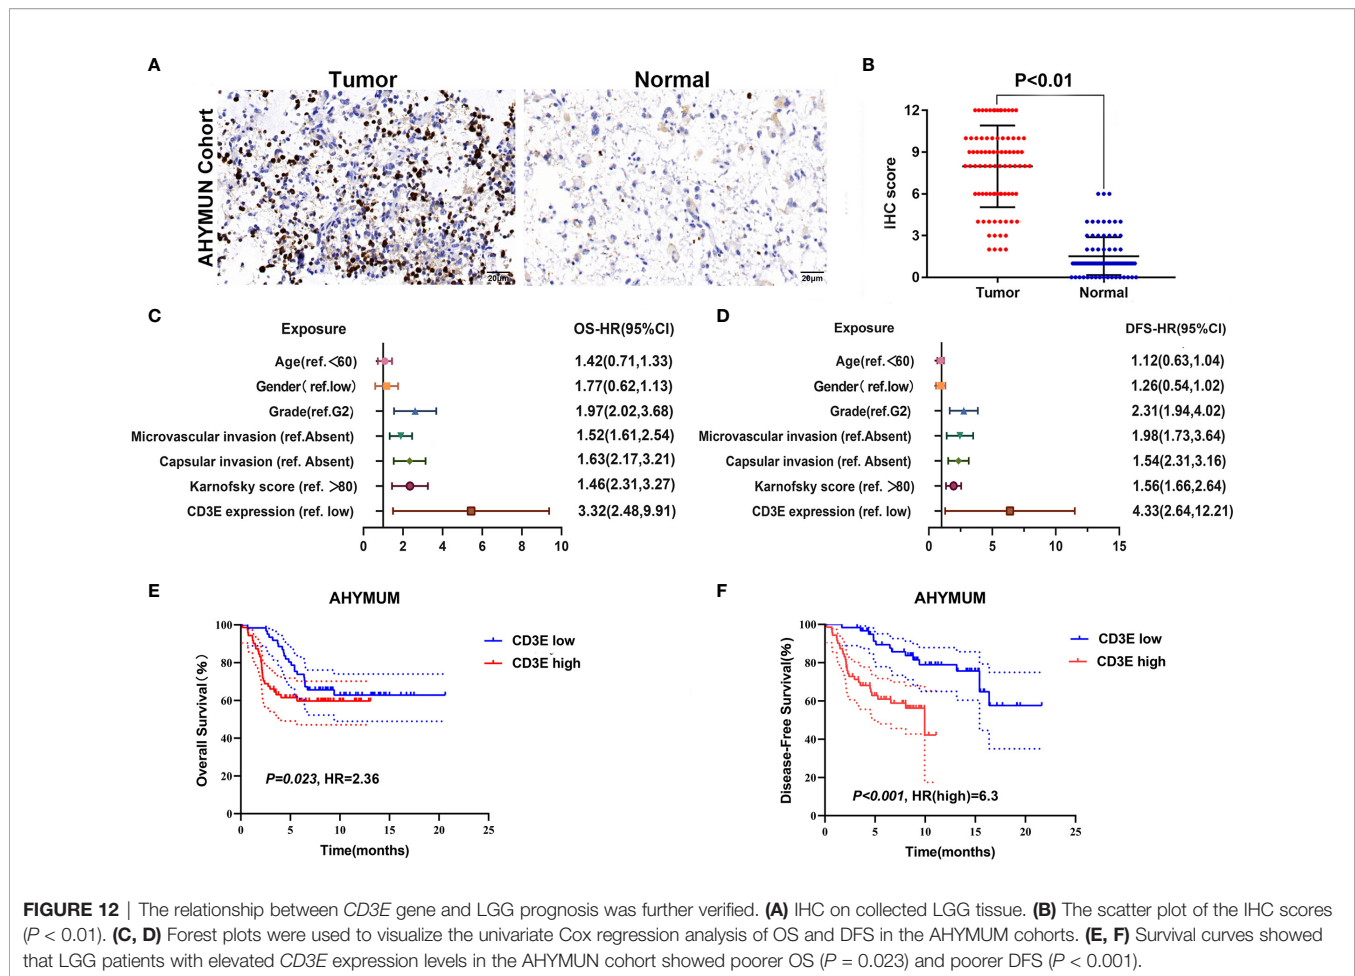 A
Tumor
Normal
AHYMUN Cohort
20μm
20μm
B
P<0.01
IHC score
12
9
6
3
0
Tumor
Normal
C
Exposure
OS-HR(95%CI)
Age(ref.<60)
1.42(0.71,1.33)
Gender( ref.low)
1.77(0.62,1.13)
Grade(ref.G2)
1.97(2.02,3.68)
Microvascular invasion (ref.Absent)
1.52(1.61,2.54)
Capsular invasion (ref. Absent)
1.63(2.17,3.21)
Karnofsky score (ref. >80)
1.46(2.31,3.27)
CD3E expression (ref. low)
3.32(2.48,9.91)
0 2 4 6 8 10
D
Exposure
DFS-HR(95%CI)
Age(ref.<60)
1.12(0.63,1.04)
Gender( ref.low)
1.26(0.54,1.02)
Grade(ref.G2)
2.31(1.94,4.02)
Microvascular invasion (ref.Absent)
1.98(1.73,3.64)
Capsular invasion (ref. Absent)
1.54(2.31,3.16)
Karnofsky score (ref. >80)
1.56(1.66,2.64)
CD3E expression (ref. low)
4.33(2.64,12.21)
0 5 10 15
E
AHYMUM
Overall Survival(%)
100
80
60
40
20
0
CD3E low
CD3E high
P=0.023, HR=2.36
0 5 10 15 20 25
Time(months)
F
AHYMUM
Disease-Free Survival(%)
100
80
60
40
20
0
CD3E low
CD3E high
P<0.001, HR(high)=6.3
0 5 10 15 20 25
Time(months)
FIGURE 12 | The relationship between CD3E gene and LGG prognosis was further verified. (A) IHC on collected LGG tissue. (B) The scatter plot of the IHC scores
(P < 0.01). (C, D) Forest plots were used to visualize the univariate Cox regression analysis of OS and DFS in the AHYMUM cohorts. (E, F) Survival curves showed
that LGG patients with elevated CD3E expression levels in the AHYMUN cohort showed poorer OS (P = 0.023) and poorer DFS (P < 0.001).